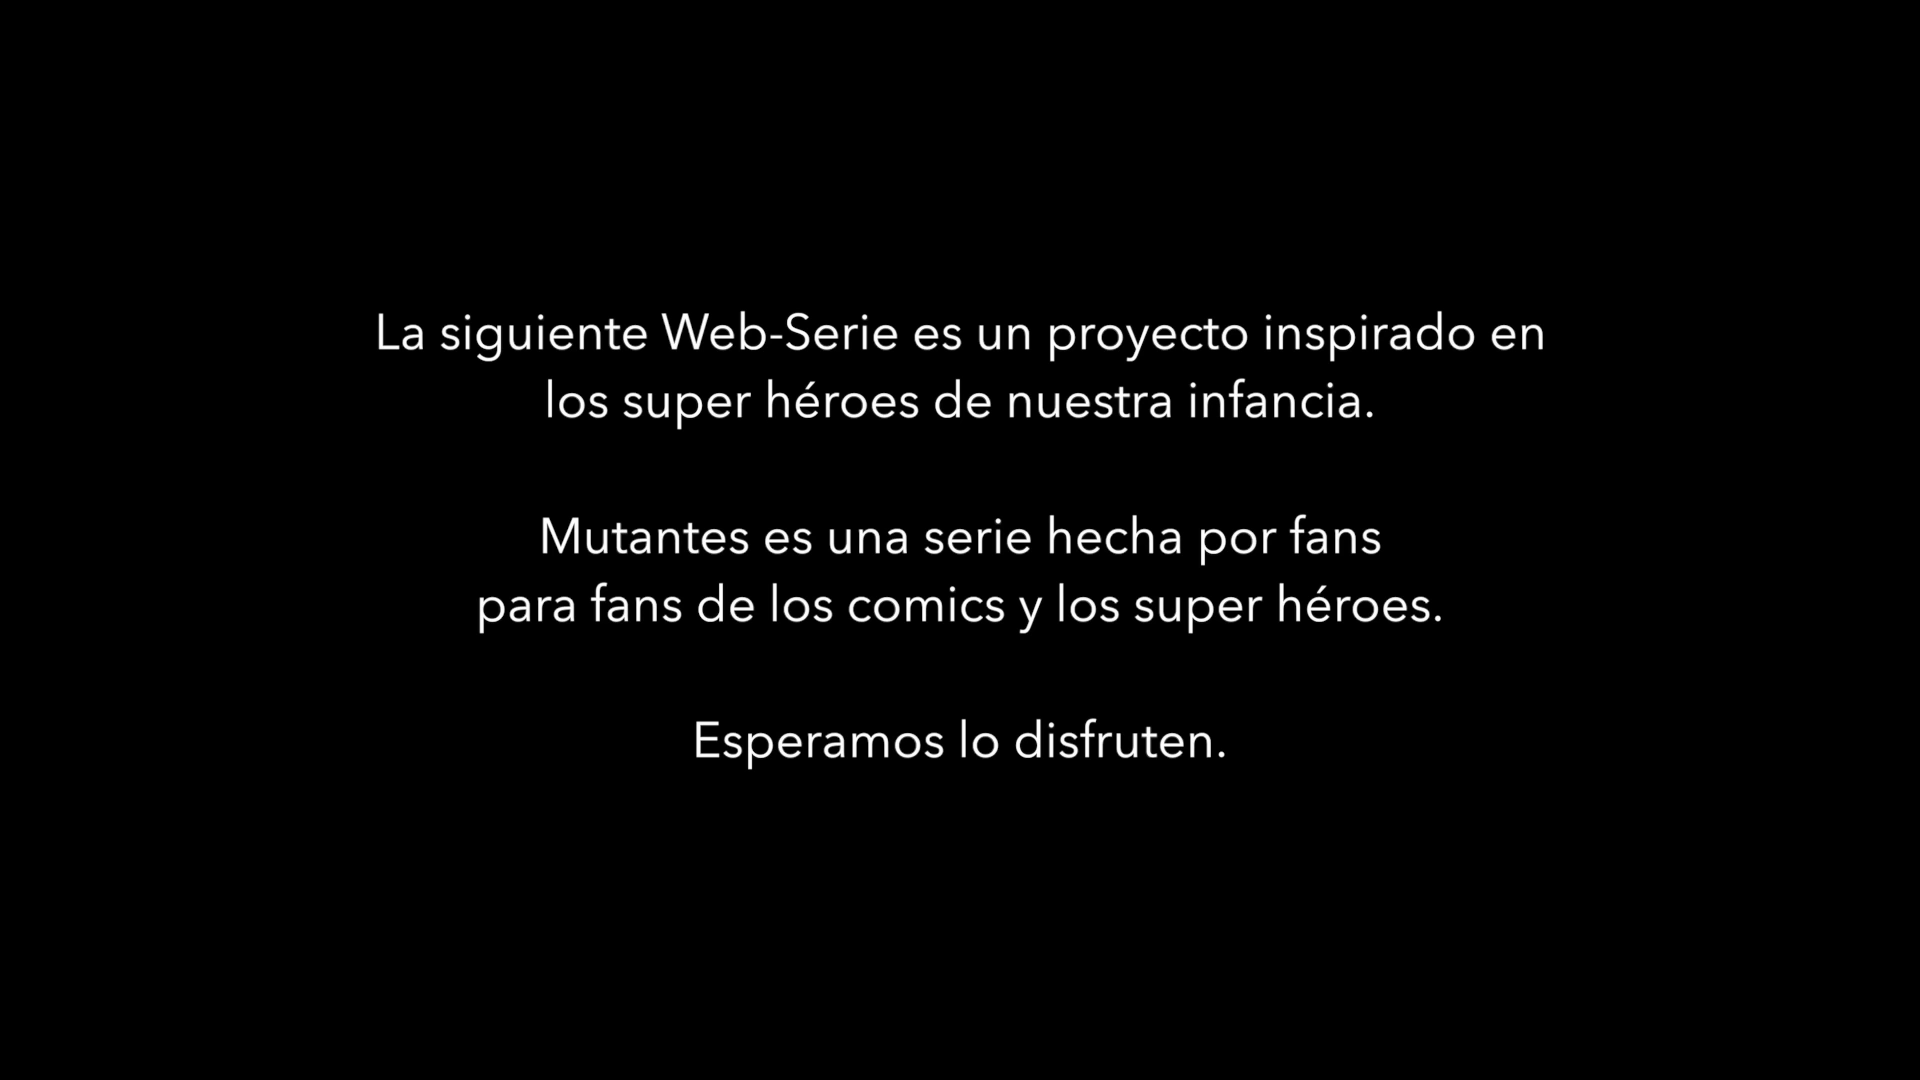 La siguiente Web-Serie es un proyecto inspirado en
los super héroes de nuestra infancia.
Mutantes es una serie hecha por fans
para fans de los comics y los super héroes.
Esperamos lo disfruten.